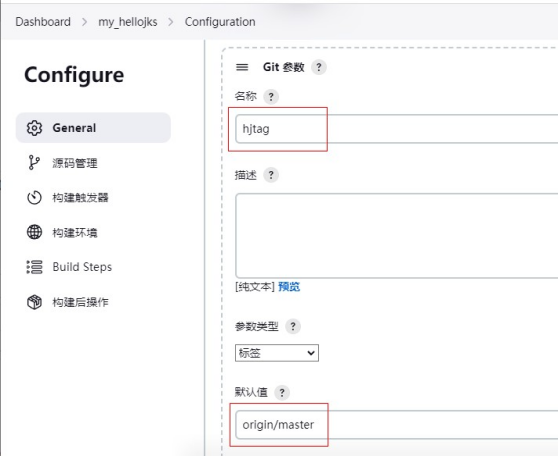 Dashboard > my_hellojks > Configuration
Configure
General
源码管理
构建触发器
构建环境
Build Steps
构建后操作
Git 参数 ?
名称 ?
hjtag
描述 ?
[纯文本] 预览
参数类型 ?
标签
默认值 ?
origin/master